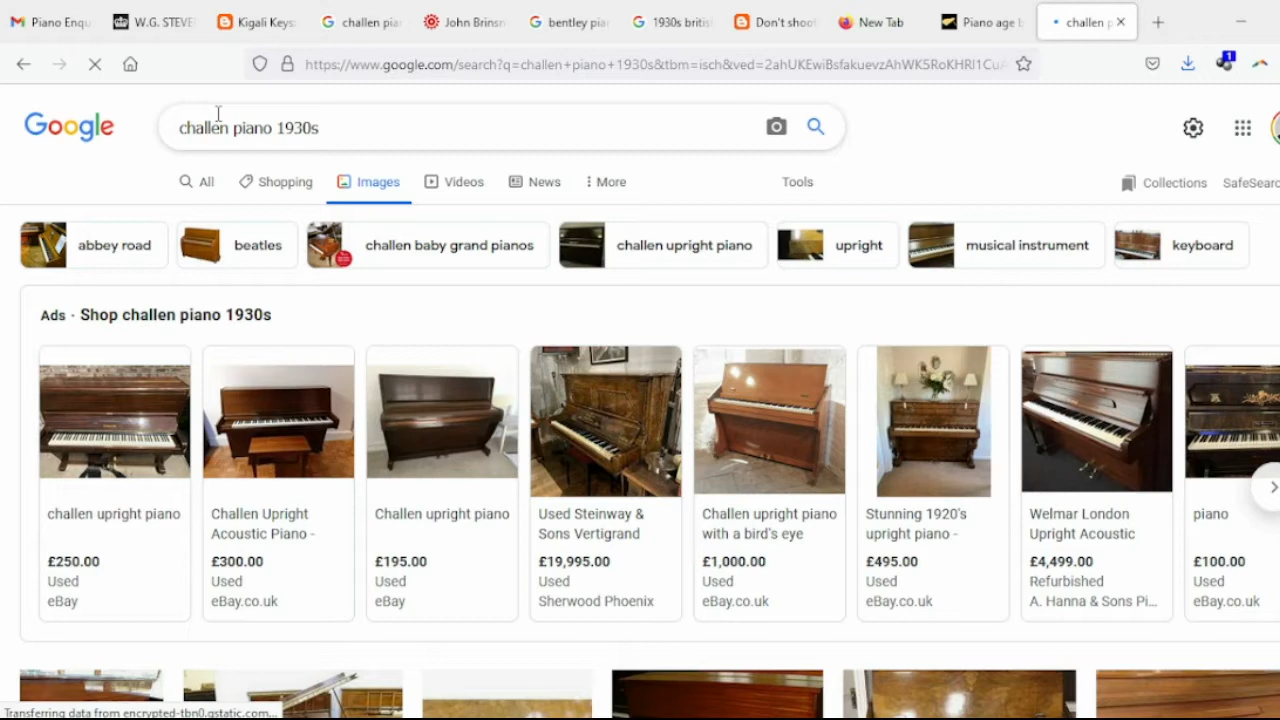 Piano Enqu
W.G. STEVE
Kigali Keys
challen pian
John Brinsn
bentley pia
1930s britis
Don't shoot
New Tab
Piano age b
challen p
1
https://www.google.com/search?q=challen+piano+1930s&tbm=isch&ved=2ahUKEwiBsfakuevzAhWK5RoKHRl1CuA
Google
challen piano 1930s
All
Shopping
Images
Videos
News
More
Tools
Collections
SafeSearc
abbey road
beatles
challen baby grand pianos
challen upright piano
upright
musical instrument
keyboard
Ads · Shop challen piano 1930s
challen upright piano
£250.00
Used
eBay
Challen Upright
Acoustic Piano -
£300.00
Used
eBay.co.uk
Challen upright piano
£195.00
Used
eBay
Used Steinway &
Sons Vertigrand
£19,995.00
Used
Sherwood Phoenix
Challen upright piano
with a bird's eye
£1,000.00
Used
eBay.co.uk
Stunning 1920's
upright piano -
£495.00
Used
eBay.co.uk
Welmar London
Upright Acoustic
£4,499.00
Refurbished
A. Hanna & Sons Pi...
piano
£100.00
Used
eBay.co.uk
Transferring data from encrypted-tbn0.gstatic.com...